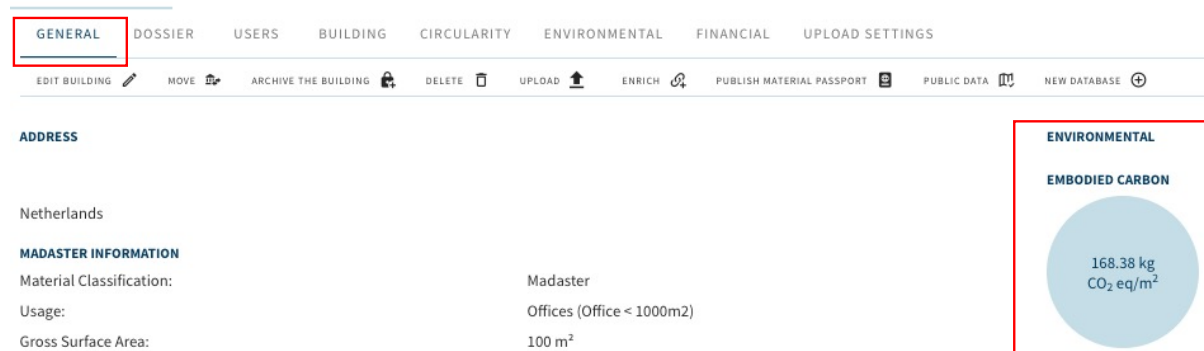 GENERAL DOSSIER USERS BUILDING CIRCULARITY ENVIRONMENTAL FINANCIAL UPLOAD SETTINGS
EDIT BUILDING MOVE ARCHIVE THE BUILDING DELETE UPLOAD ENRICH PUBLISH MATERIAL PASSPORT PUBLIC DATA NEW DATABASE
ADDRESS
Netherlands
MADASTER INFORMATION
Material Classification: Madaster
Usage: Offices (Office < 1000m2)
Gross Surface Area: 100 m²
ENVIRONMENTAL
EMBODIED CARBON
168.38 kg
CO₂ eq/m²